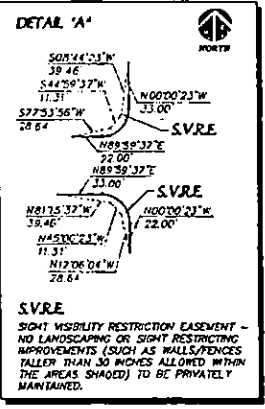 DETAIL "A"
NORTH
S08°44'23"W
39.46'
S44°59'37"W
11.31'
N00°00'23"W
33.00'
S77°53'56"W
28.64'
S.V.R.E.
N89°59'37"E
22.00'
N89°59'37"E
33.00'
S.V.R.E.
N81°15'37"W
39.46'
N00°00'23"W
22.00'
N45°00'23"W
11.31'
N12°06'04"W
28.64'
S.V.R.E.
SIGHT VISIBILITY RESTRICTION EASEMENT -
NO LANDSCAPING OR SIGHT RESTRICTING
IMPROVEMENTS (SUCH AS WALLS/FENCES
TALLER THAN 30 INCHES ALLOWED WITHIN
THE AREAS SHADED) TO BE PRIVATELY
MAINTAINED.